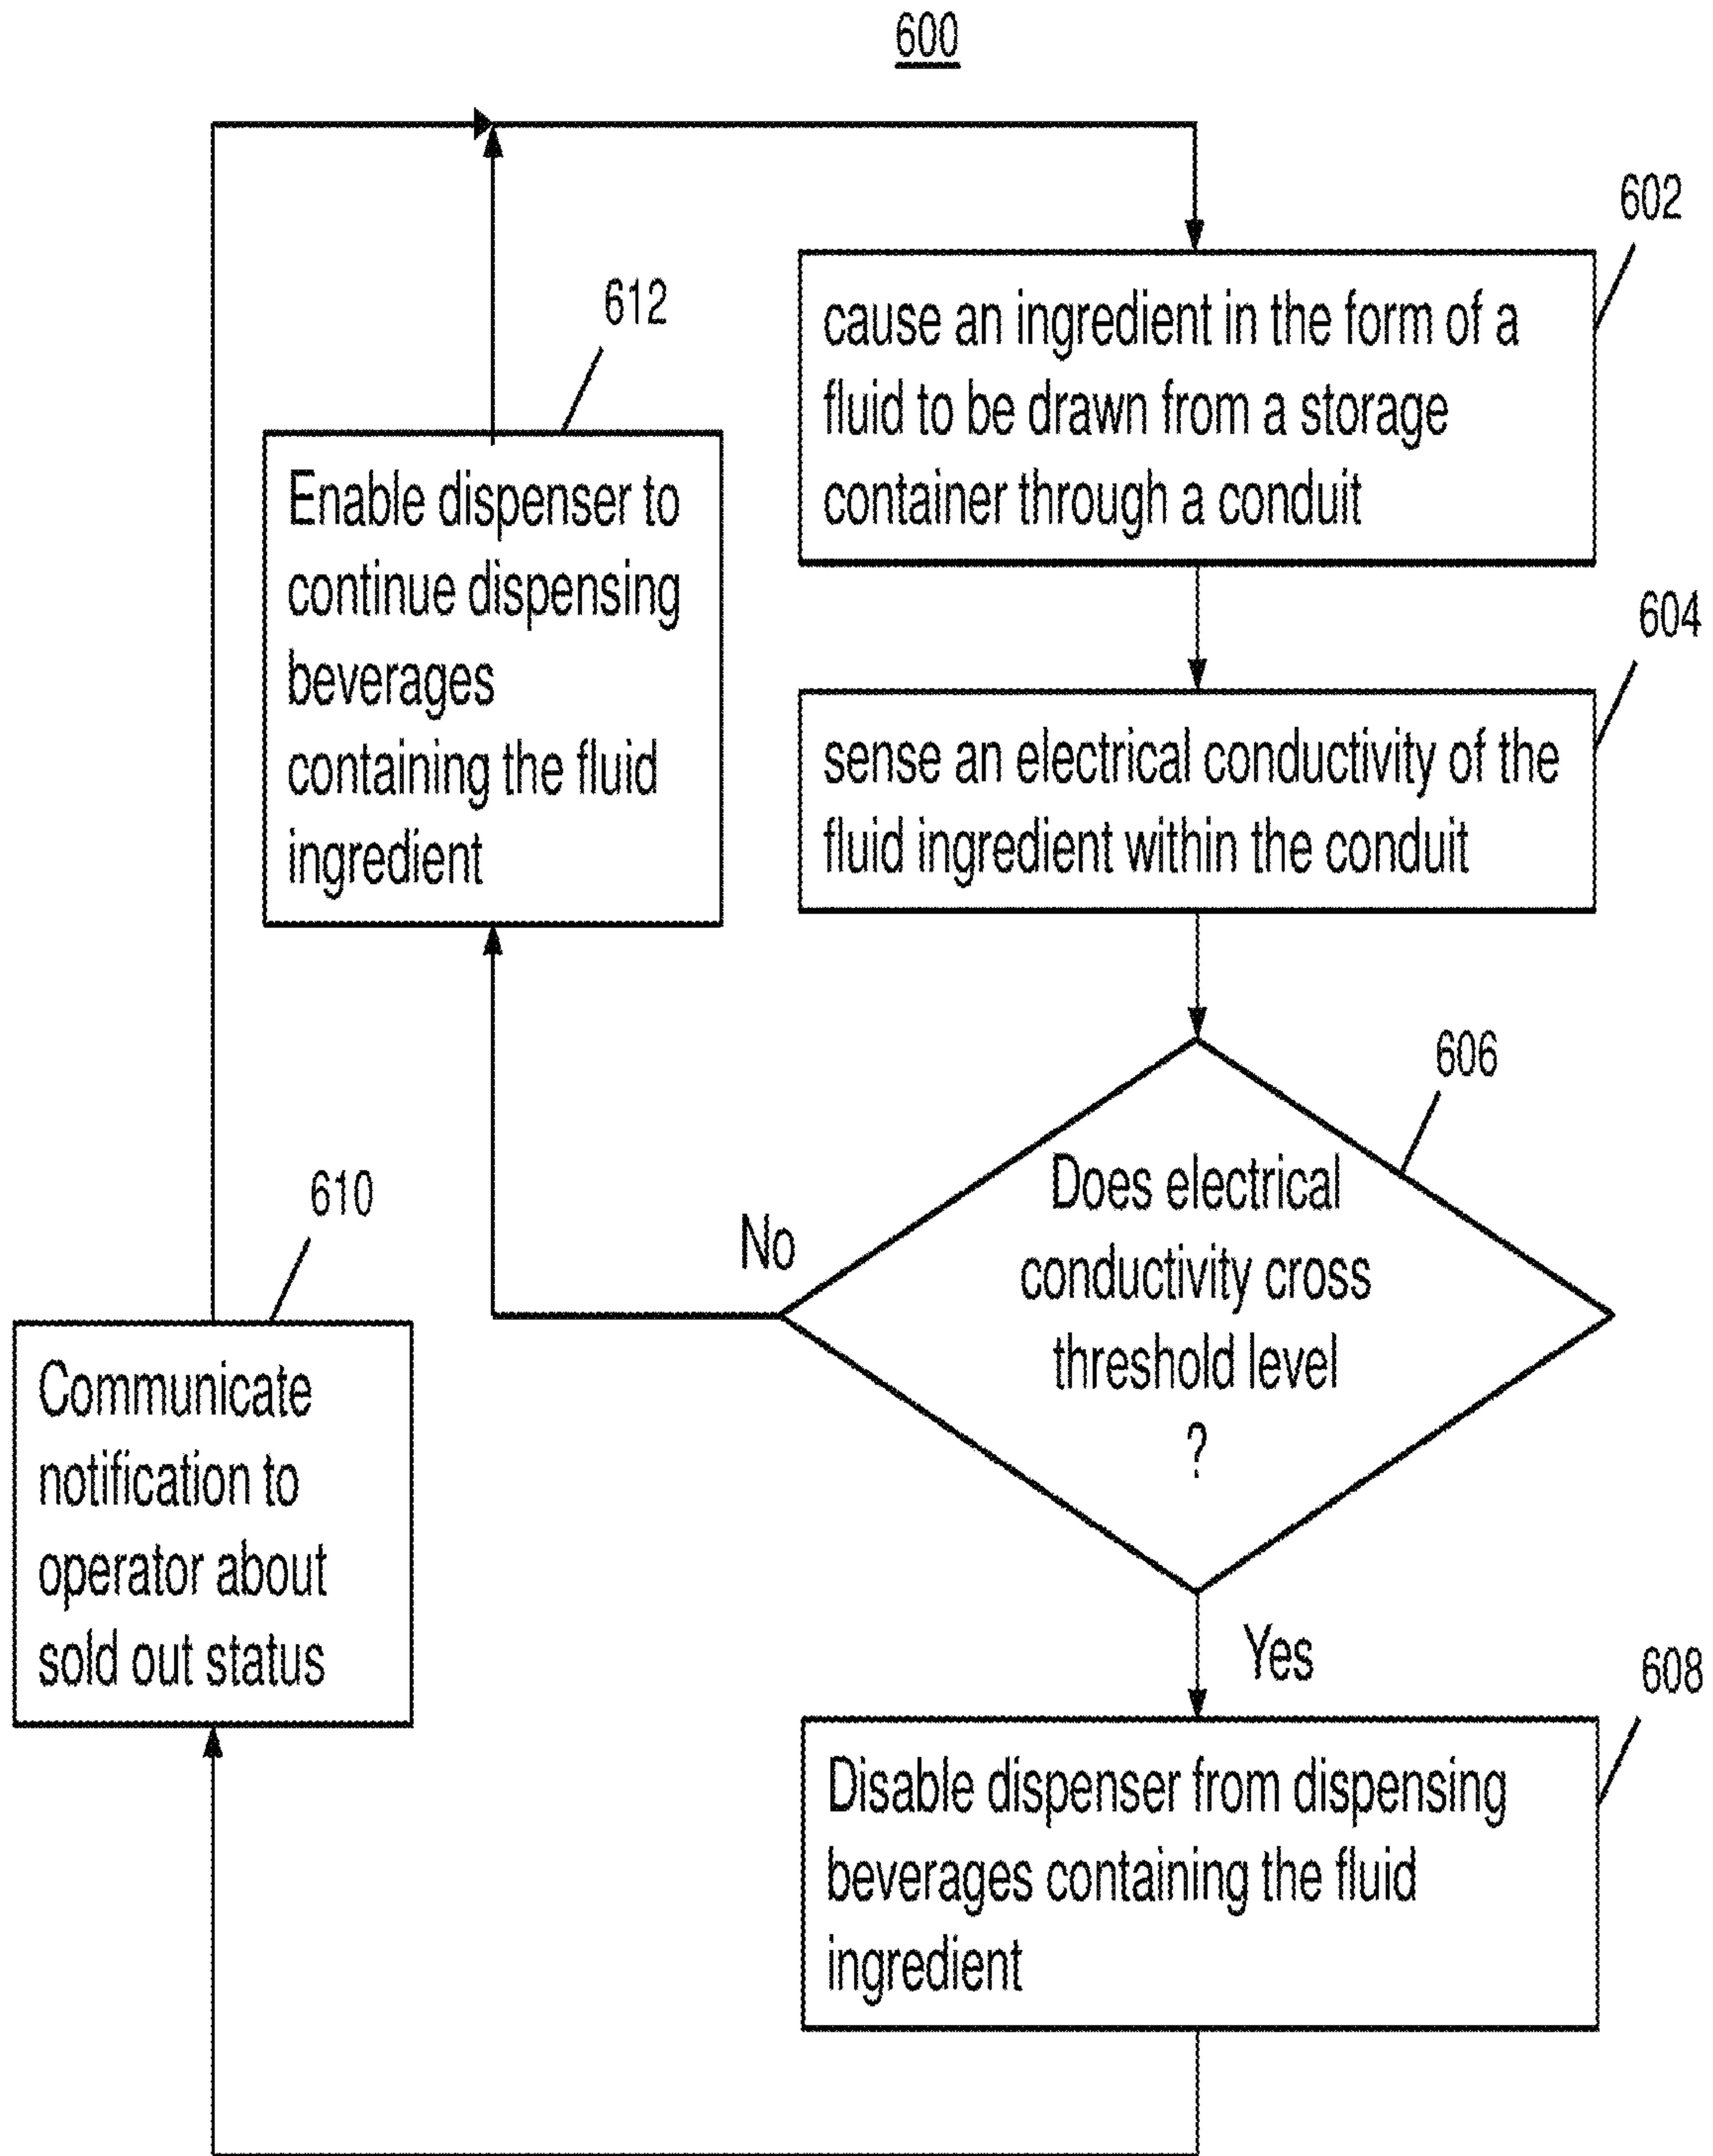 600
602
cause an ingredient in the form of a
fluid to be drawn from a storage
container through a conduit
604
sense an electrical conductivity of the
fluid ingredient within the conduit
606
Does electrical
conductivity cross
threshold level
?
No
Yes
608
Disable dispenser from dispensing
beverages containing the fluid
ingredient
610
Communicate
notification to
operator about
sold out status
612
Enable dispenser to
continue dispensing
beverages
containing the fluid
ingredient